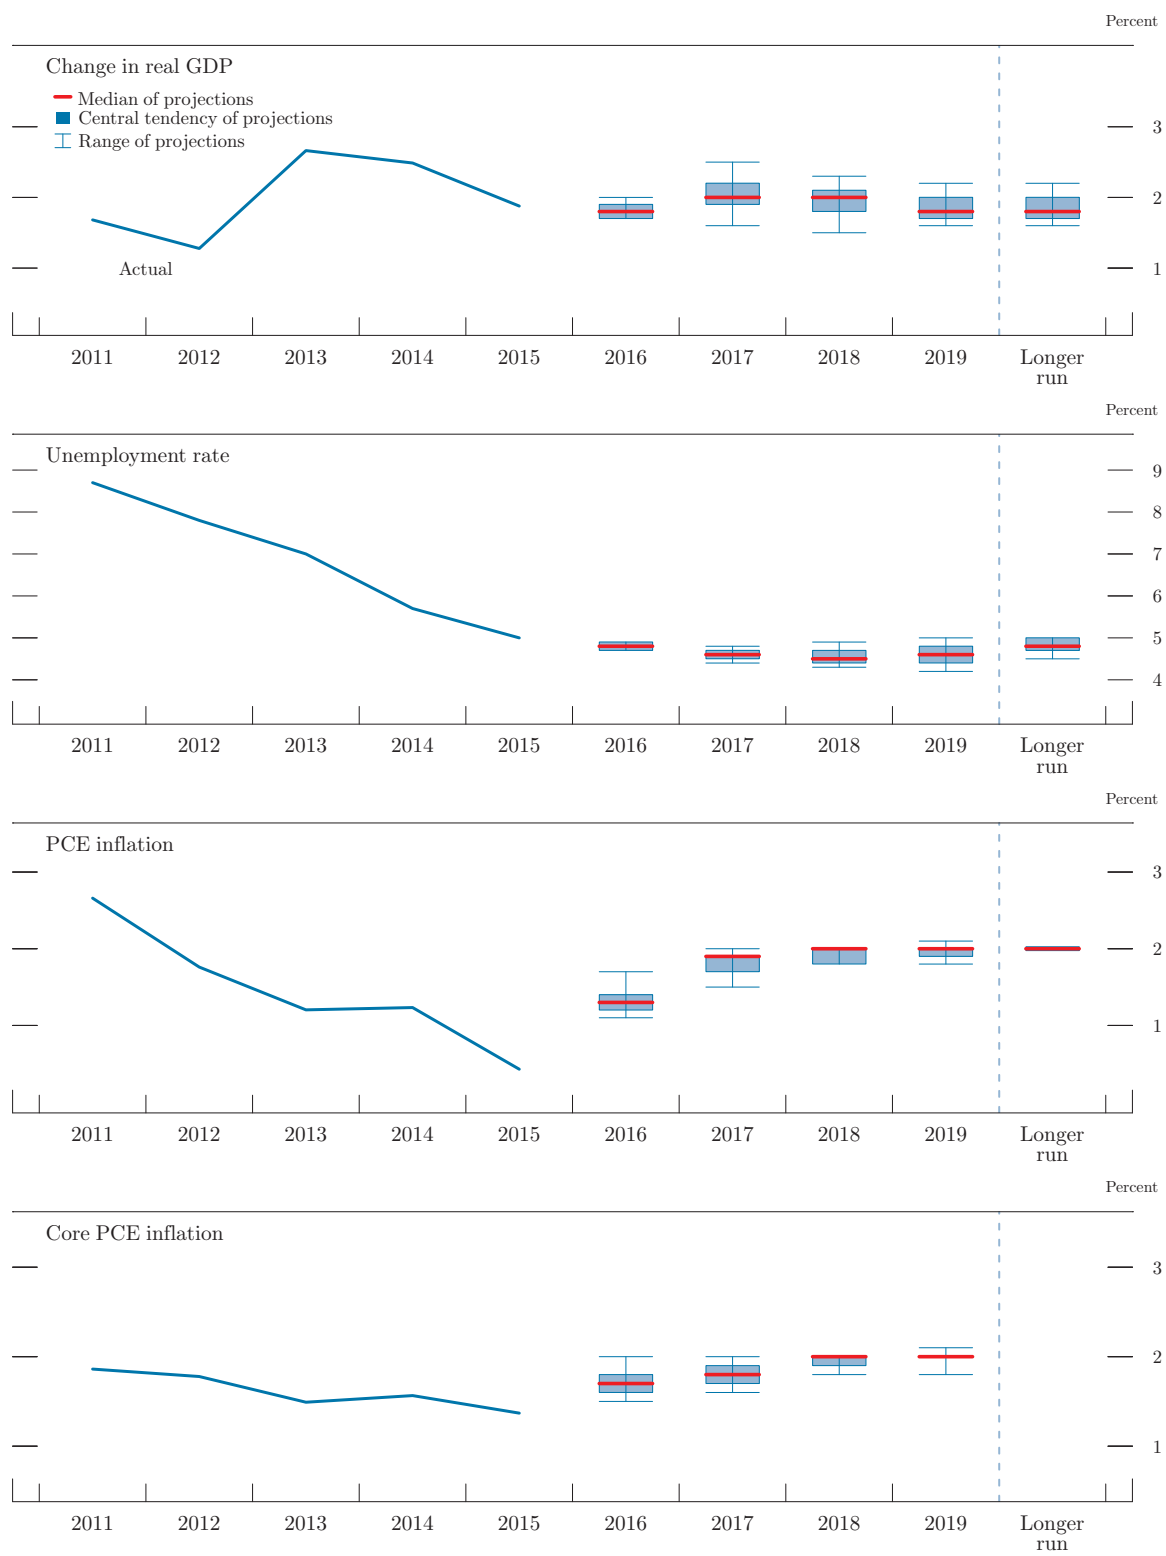 Percent
Change in real GDP
Median of projections
Central tendency of projections
Range of projections
3
2
1
Actual
2011 2012 2013 2014 2015 2016 2017 2018 2019 Longer
run
Percent
Unemployment rate
9
8
7
6
5
4
2011 2012 2013 2014 2015 2016 2017 2018 2019 Longer
run
Percent
PCE inflation
3
2
1
2011 2012 2013 2014 2015 2016 2017 2018 2019 Longer
run
Percent
Core PCE inflation
3
2
1
2011 2012 2013 2014 2015 2016 2017 2018 2019 Longer
run